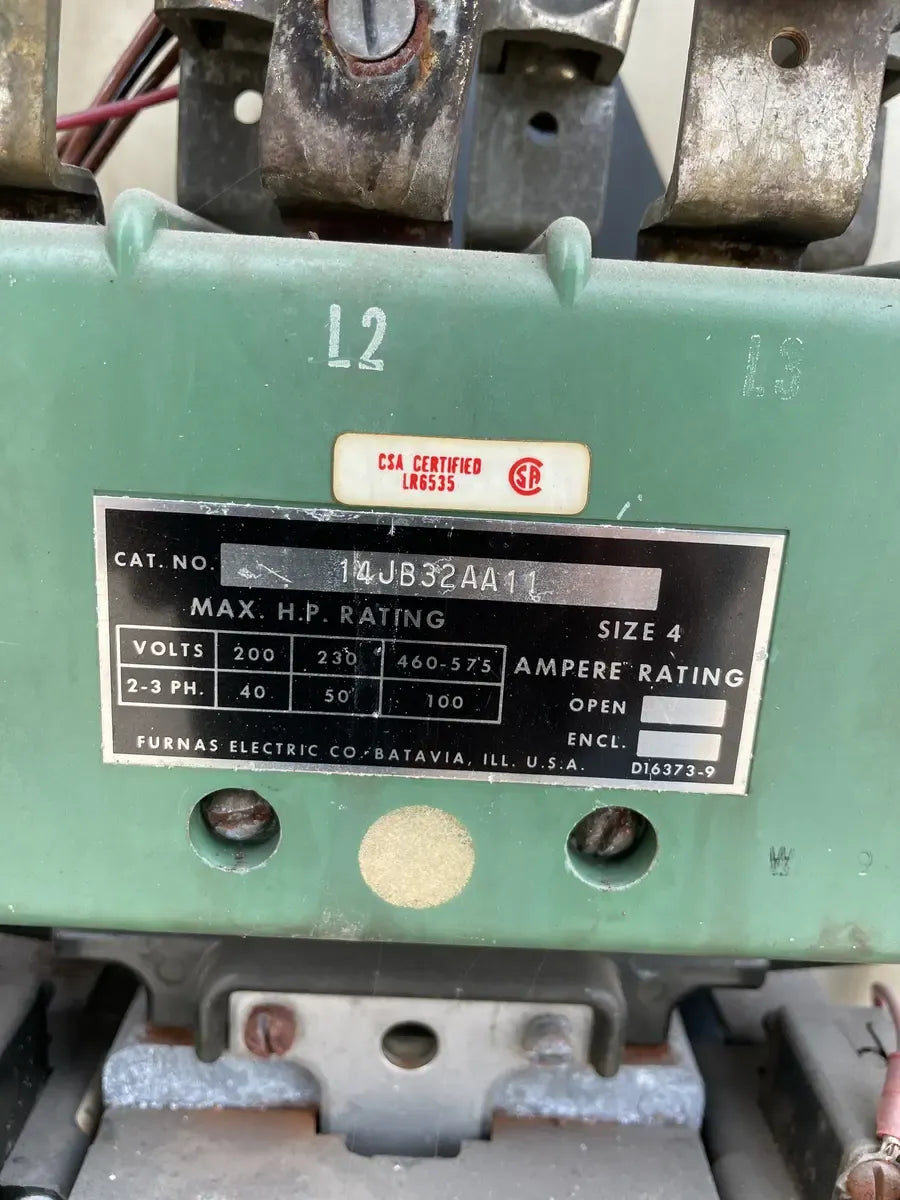 L2
L3
CSA CERTIFIED
LR6535
SA
CAT. NO. 14JB32AA11
MAX. H.P. RATING
SIZE 4
VOLTS 200 230 460-575
AMPERE RATING
2-3 PH. 40 50 100
OPEN
ENCL.
FURNAS ELECTRIC CO.-BATAVIA, ILL. U.S.A.
D16373-9
W